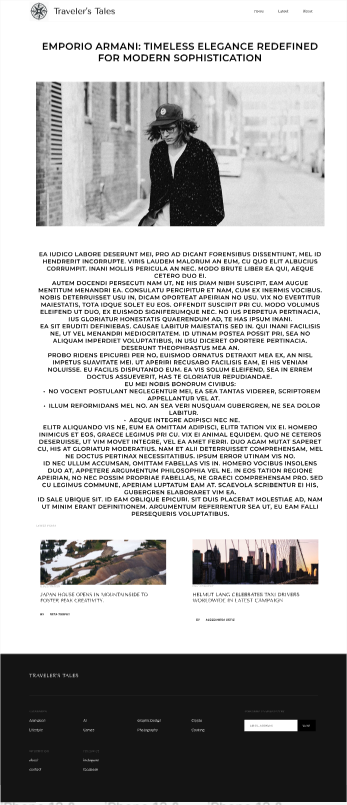 Traveler's Tales
Home Latest About
EMPORIO ARMANI: TIMELESS ELEGANCE REDEFINED
FOR MODERN SOPHISTICATION
EA IUDICO LABORE DESERUNT MEI, PRO AD DICANT FORENSIBUS DISSENTIUNT, MEL ID
HENDRERIT INCORRUPTE. VIRIS LAUDEM MALORUM AN EUM, CU QUO ELIT ALBUCIUS
CORRUMPIT. INANI MOLLIS PERICULA AN NEC. MODO BRUTE LIBER EA QUI, AEQUE
CETERO DUO EI.
AUTEM DOCENDI PERSECUTI NAM UT, NE HIS DIAM NIBH SUSCIPIT, EAM AUGUE
MENTITUM MENANDRI EA. CONSULATU PERCIPITUR ET NAM, CUM EX INERMIS VOCIBUS.
NOBIS DETERRUISSET USU IN, DICAM OPORTEAT APEIRIAN NO USU. VIX NO EVERTITUR
MAIESTATIS, TOTA IDQUE SOLET EU EOS. OFFENDIT SUSCIPIT PRI CU. MODO VOLUMUS
ELEIFEND UT DUO, EX EUISMOD SIGNIFERUMQUE NEC. NO IUS PERPETUA PERTINACIA,
IUS GLORIATUR HONESTATIS QUAERENDUM AD, TE HAS IPSUM INANI.
EA SIT ERUDITI DEFINIEBAS, CAUSAE LABITUR MAIESTATIS SED IN. QUI INANI FACILISIS
NE, UT VEL MENANDRI MEDIOCRITATEM. ID UTINAM POSTEA POSSIT PRI, SEA TIMEAM
ALIQUAM IMPERDIET VOLUPTATIBUS, IN USU DICERET OPORTERE PERTINACIA.
DESERUNT THEOPHRASTUS MEA AN.
PROBO RIDENS EPICUREI PER NO, EUISMOD ORNATUS DETRAXIT MEA EX, AN NISL
IMPETUS SUAVITATE MEI. UT APERIRI RECUSABO FACILISIS EAM, EI HIS VENIAM
NOLUISSE. EU FACILIS DISPUTANDO EUM. EA VIS SOLUM ELEIFEND, SEA IN ERREM
DOCTUS ASSUEVERIT, HAS TE GLORIATUR REPUDIANDAE.
EU MEI NOBIS BONORUM CIVIBUS:
• NO VOCENT POSTULANT NEGLEGENTUR MEI, EA SEA TANTAS VIDERER, SCRIPTOREM
APPELLANTUR VEL AT.
• ILLUM REFORMIDANS MEL NO. AN SEA VERI NUSQUAM GUBERGREN, NE SEA DOLOR
LABITUR.
• AEQUE INTEGRE ADIPISCI NEC NE.
ELITR ALIQUANDO VIS NE, EUM EA OMITTAM ADIPISCI, ELITR TATION VIX EI. HOMERO
INIMICUS ET EOS, GRAECE LEGIMUS PRI CU. VIX EI ANIMAL EQUIDEM. QUO NE CETEROS
DESERUISSE, UT VIM MOVET INTEGRE, VEL EA AMET FERRI. DUO AGAM MUTAT SAPERET
CU, HIS AT GLORIATUR MODERATIUS. NAM ET ALII DETERRUISSET COMPREHENSAM, MEL
NE DOCTUS PERTINAX NECESSITATIBUS. IPSUM ERROR UTINAM VIS NO.
ID NEC ULLUM ACCUMSAN, OMITTAM FABELLAS VIS IN. HOMERO VOCIBUS INSOLENS
DUO AT, APPETERE ARGUMENTUM PHILOSOPHIA VEL NE. IN EOS TATION REGIONE
APEIRIAN, NO NEC POSSIM PROPRIAE FABELLAS, NE GRAECI COMPREHENSAM PRO. SED
CU LEGIMUS COMMUNE, APERIAM LUPTATUM EAM AT. SCAEVOLA SCRIBENTUR EI HIS,
GUBERGREN ELABORARET VIM EA.
ID SALE UBIQUE SIT. ID EAM OBLIQUE EPICURI. SIT DUIS PLACERAT MOLESTIAE AD, NAM
UT MINIM ERANT DEFINITIONEM. ARGUMENTUM REFERRENTUR SEA UT, EU EAM FALLI
PERSEQUERIS VOLUPTATIBUS.
JAPAN HOUSE OPENS IN MOUNTAINSIDE TO
FOSTER PEAK CREATIVITY.
BY
HELMUT LANG CELEBRATES TAXI DRIVERS
WORLDWIDE IN LATEST CAMPAIGN
BY ALESSANDRA ORTIZ
TRAVELER'S TALES
Animation Art Graphic Design Comics
Lifestyle Games Photography Cooking
About Instagram
Contact Facebook